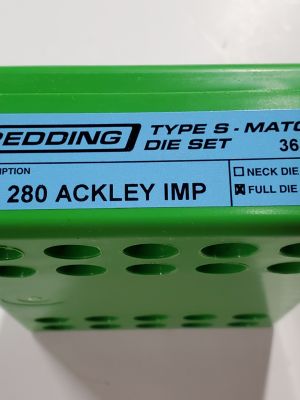 REDDING TYPE S - MATC
DIE SET 36
280 ACKLEY IMP
NECK DIE
FULL DIE